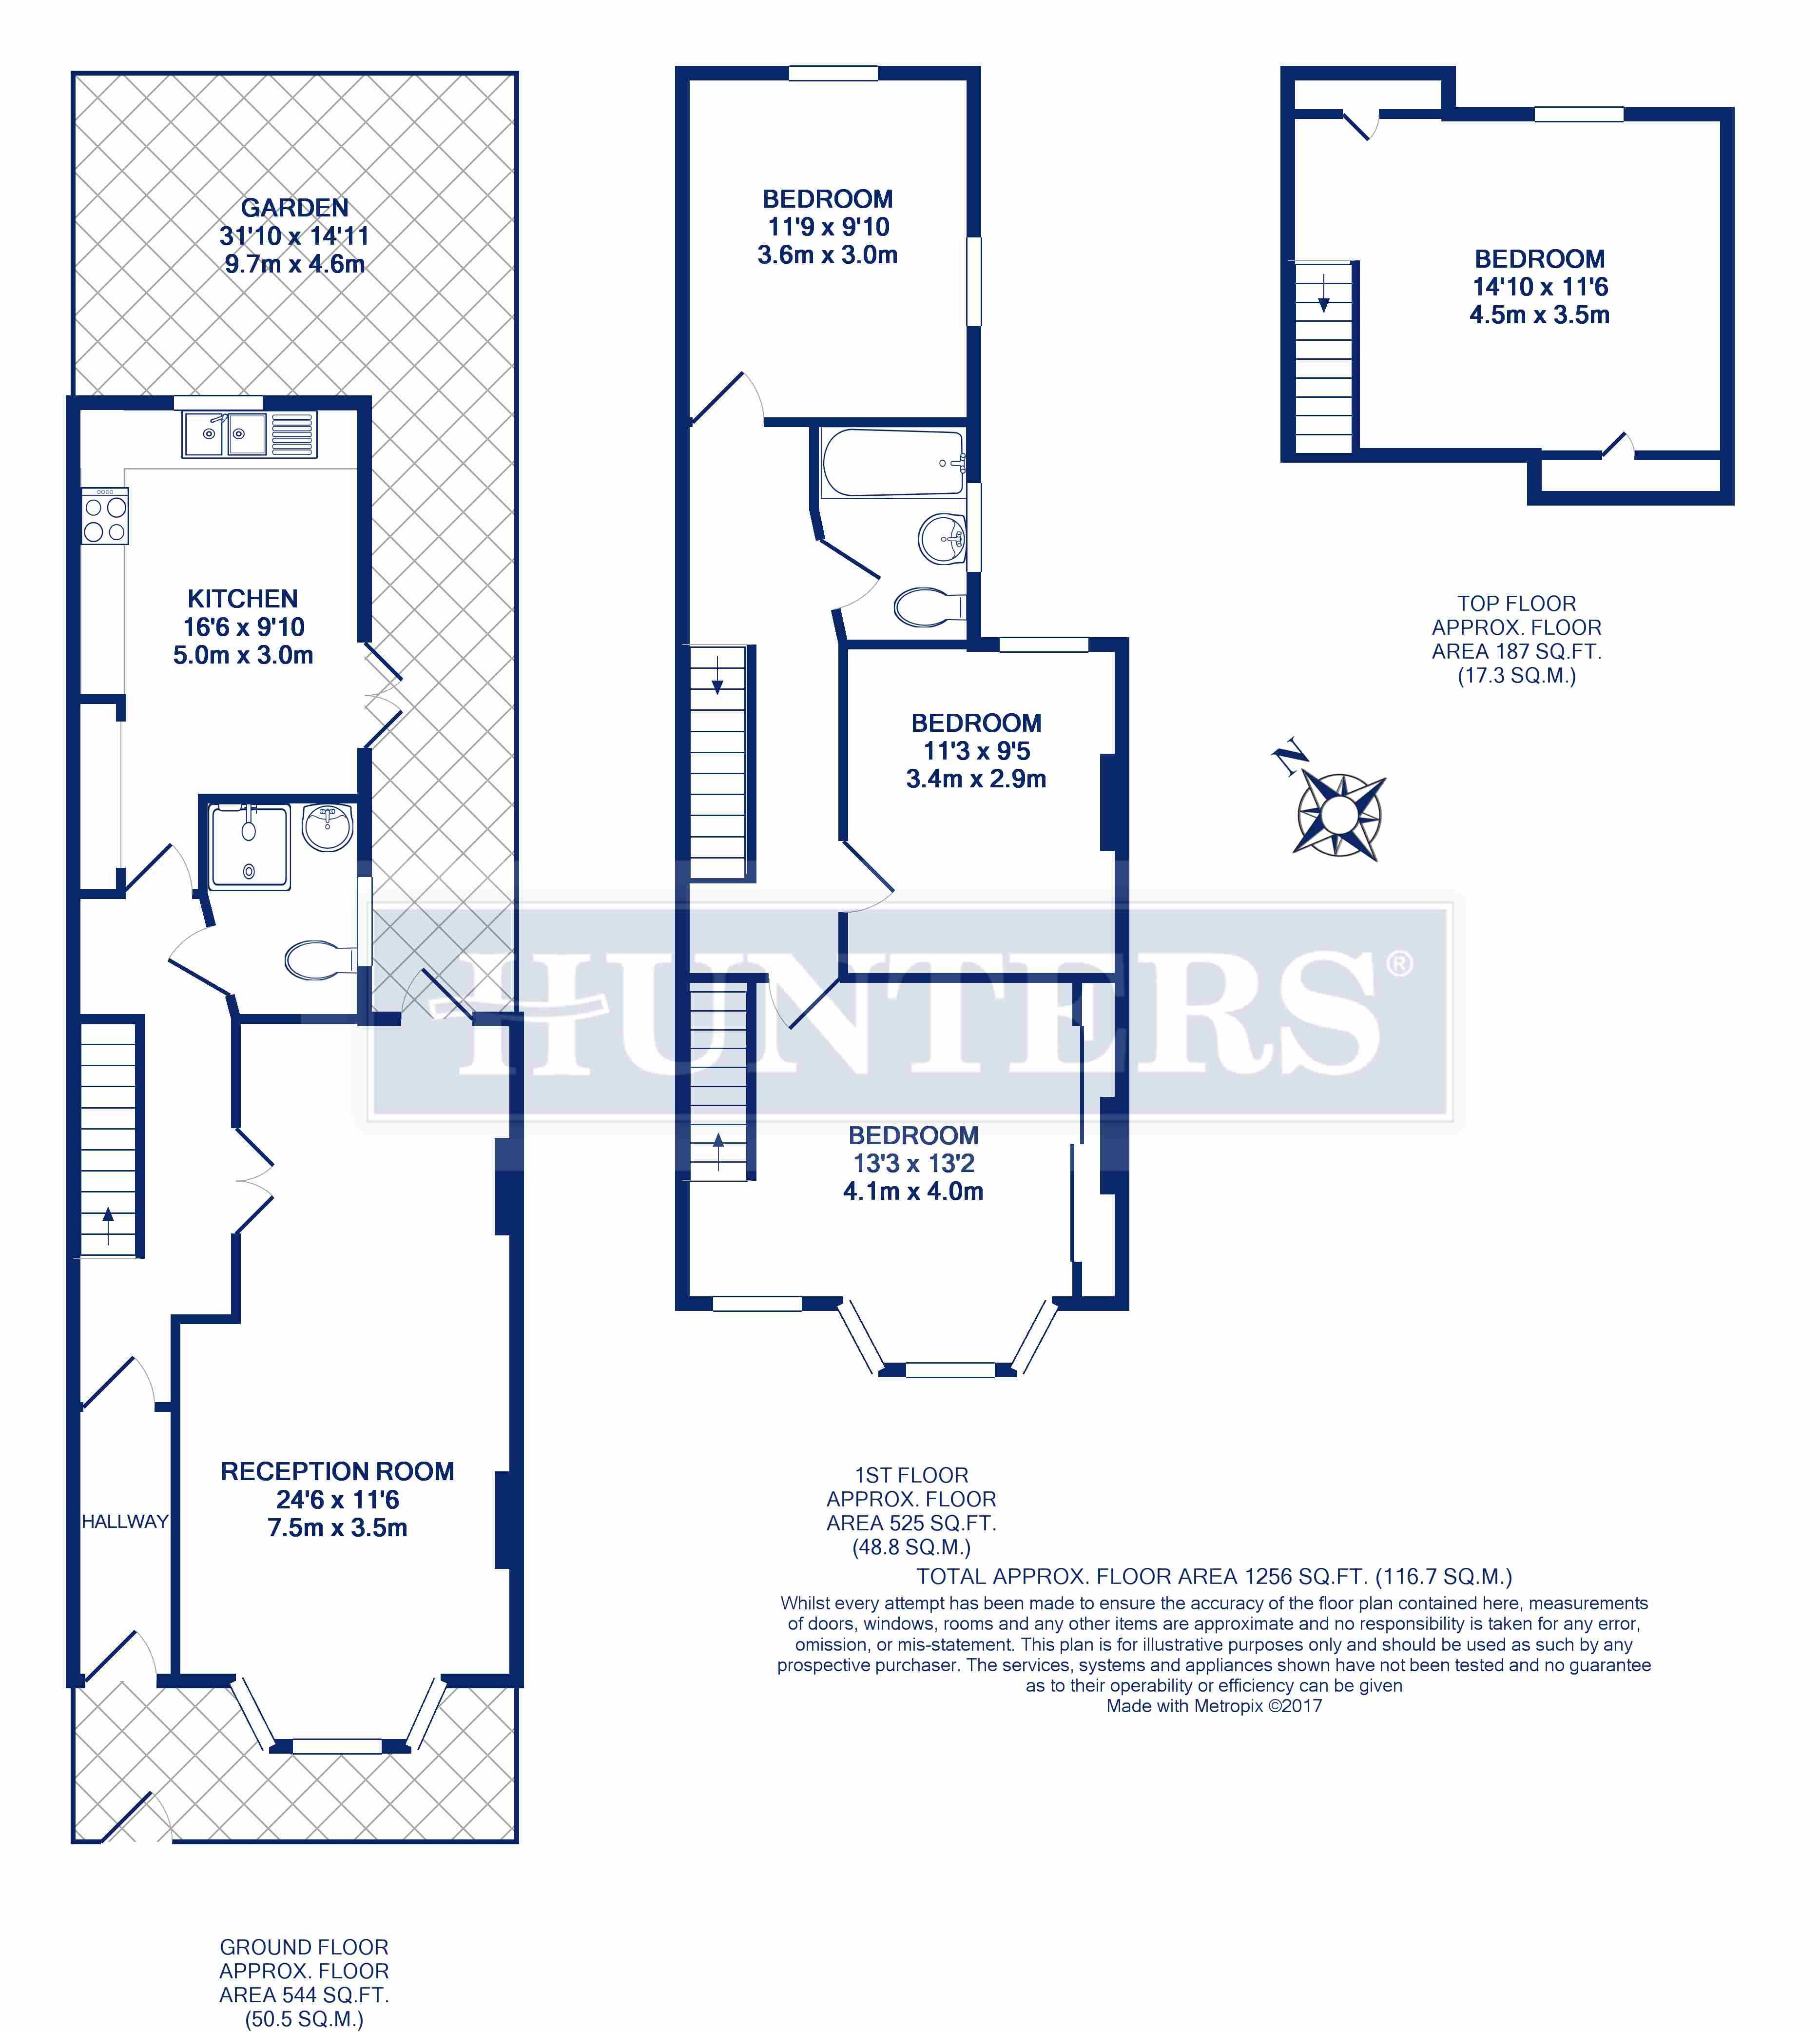 GARDEN
31'10 x 14'11
9.7m x 4.6m
KITCHEN
16'6 x 9'10
5.0m x 3.0m
RECEPTION ROOM
24'6 x 11'6
7.5m x 3.5m
HALLWAY
GROUND FLOOR
APPROX. FLOOR
AREA 544 SQ.FT.
(50.5 SQ.M.)
BEDROOM
11'9 x 9'10
3.6m x 3.0m
BEDROOM
11'3 x 9'5
3.4m x 2.9m
HUNTERS®
BEDROOM
13'3 x 13'2
4.1m x 4.0m
1ST FLOOR
APPROX. FLOOR
AREA 525 SQ.FT.
(48.8 SQ.M.)
BEDROOM
14'10 x 11'6
4.5m x 3.5m
TOP FLOOR
APPROX. FLOOR
AREA 187 SQ.FT.
(17.3 SQ.M.)
N
TOTAL APPROX. FLOOR AREA 1256 SQ.FT. (116.7 SQ.M.)
Whilst every attempt has been made to ensure the accuracy of the floor plan contained here, measurements
of doors, windows, rooms and any other items are approximate and no responsibility is taken for any error,
omission, or mis-statement. This plan is for illustrative purposes only and should be used as such by any
prospective purchaser. The services, systems and appliances shown have not been tested and no guarantee
as to their operability or efficiency can be given
Made with Metropix ©2017